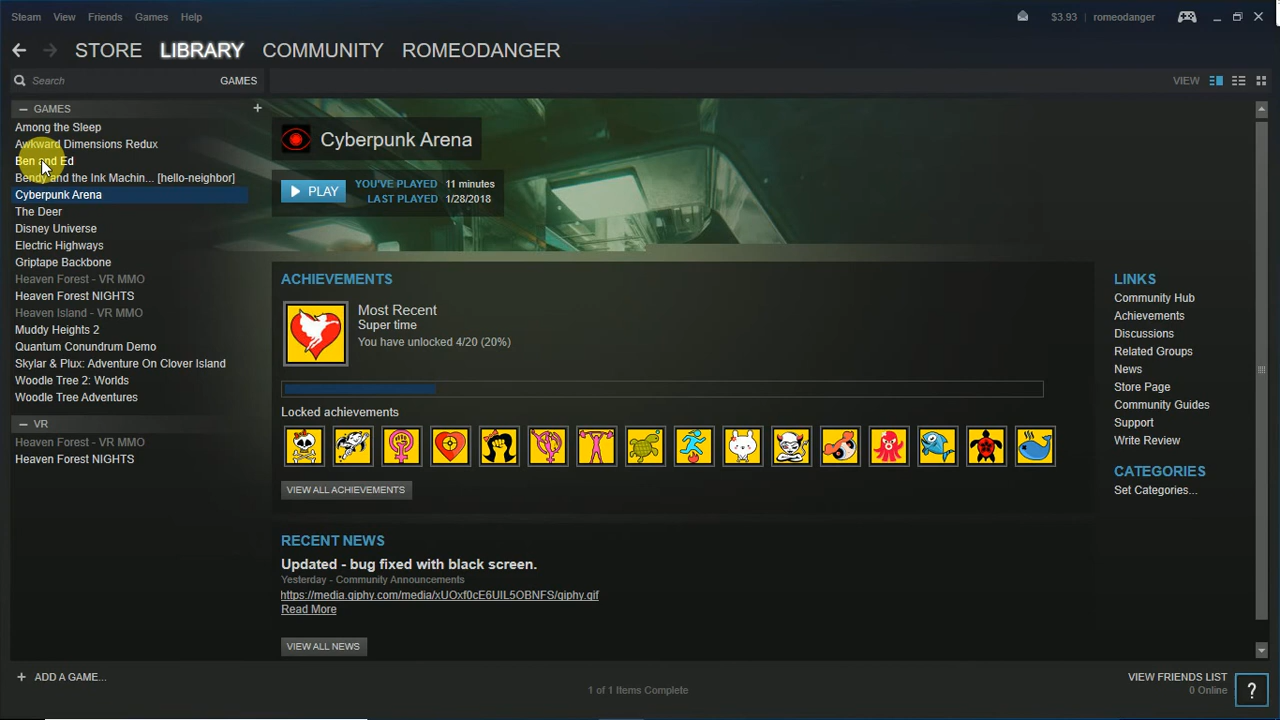 Steam View Friends Games Help
$3.93 romeodanger
STORE LIBRARY COMMUNITY ROMEODANGER
Search GAMES
VIEW
GAMES
Among the Sleep
Awkward Dimensions Redux
Ben and Ed
Bendy and the Ink Machin... [hello-neighbor]
Cyberpunk Arena
The Deer
Disney Universe
Electric Highways
Griptape Backbone
Heaven Forest - VR MMO
Heaven Forest NIGHTS
Heaven Island - VR MMO
Muddy Heights 2
Quantum Conundrum Demo
Skylar & Plux: Adventure On Clover Island
Woodle Tree 2: Worlds
Woodle Tree Adventures
VR
Heaven Forest - VR MMO
Heaven Forest NIGHTS
Cyberpunk Arena
PLAY
YOU'VE PLAYED 11 minutes
LAST PLAYED 1/28/2018
ACHIEVEMENTS
Most Recent
Super time
You have unlocked 4/20 (20%)
Locked achievements
VIEW ALL ACHIEVEMENTS
RECENT NEWS
Updated - bug fixed with black screen.
Yesterday - Community Announcements
https://media.giphy.com/media/xUOxf0cE6UIL5OBNFS/giphy.gif
Read More
VIEW ALL NEWS
LINKS
Community Hub
Achievements
Discussions
Related Groups
News
Store Page
Community Guides
Support
Write Review
CATEGORIES
Set Categories...
+ ADD A GAME...
1 of 1 Items Complete
VIEW FRIENDS LIST
0 Online
?